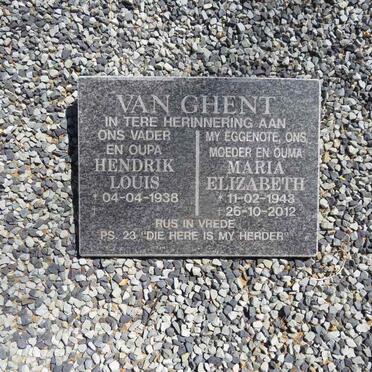 VAN GHENT
IN TERE HERINNERING AAN
ONS VADER
EN OUPA
HENDRIK
LOUIS
* 04-04-1938
MY EGGENOTE, ONS
MOEDER EN OUMA
MARIA
ELIZABETH
* 11-02-1943
† 25-10-2012
RUS IN VREDE
PS. 23 "DIE HERE IS MY HERDER"